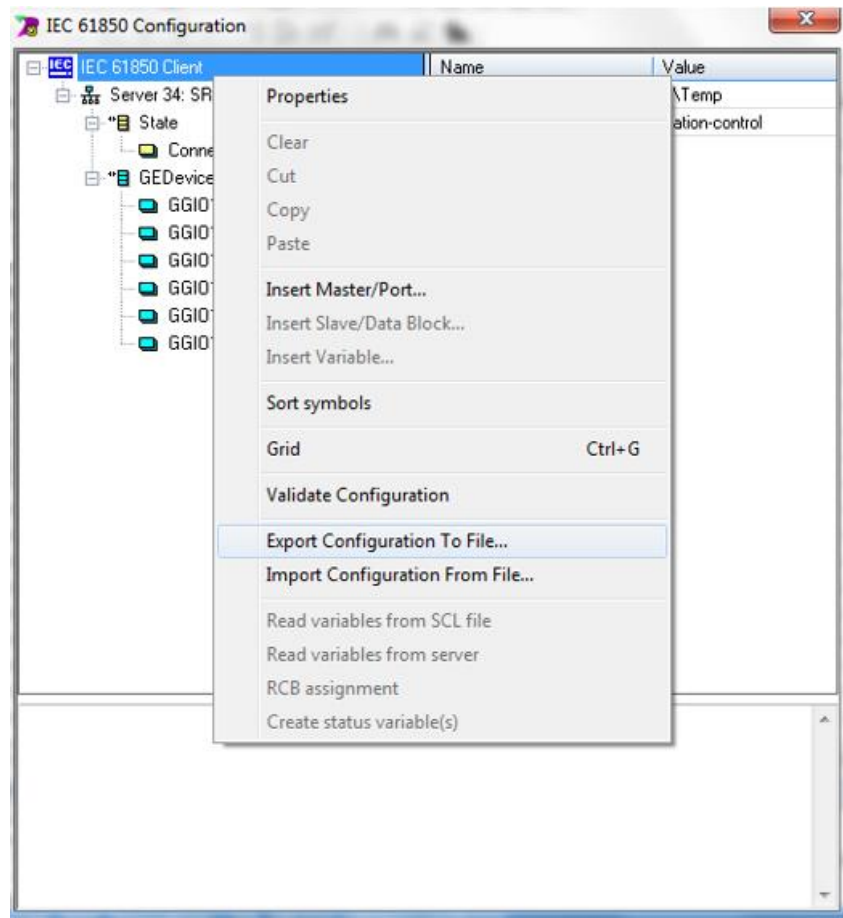 IEC 61850 Configuration
IEC IEC 61850 Client
Name Value
Server 34: SR
\Temp
State
ation-control
Conne
GEDevice
GGIO
GGIO
GGIO
GGIO
GGIO
GGIO
Properties
Clear
Cut
Copy
Paste
Insert Master/Port...
Insert Slave/Data Block...
Insert Variable...
Sort symbols
Grid Ctrl+G
Validate Configuration
Export Configuration To File...
Import Configuration From File...
Read variables from SCL file
Read variables from server
RCB assignment
Create status variable(s)